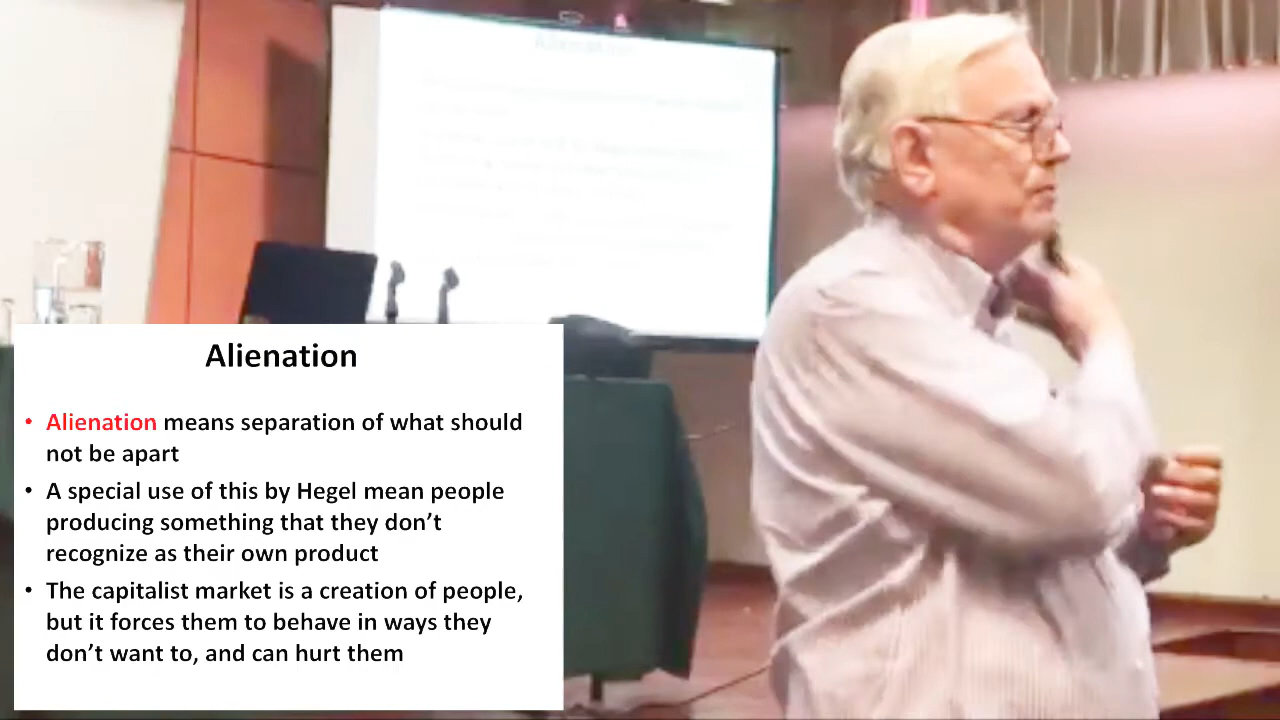 Alienation
• Alienation means separation of what should
not be apart
• A special use of this by Hegel mean people
producing something that they don’t
recognize as their own product
• The capitalist market is a creation of people,
but it forces them to behave in ways they
don’t want to, and can hurt them